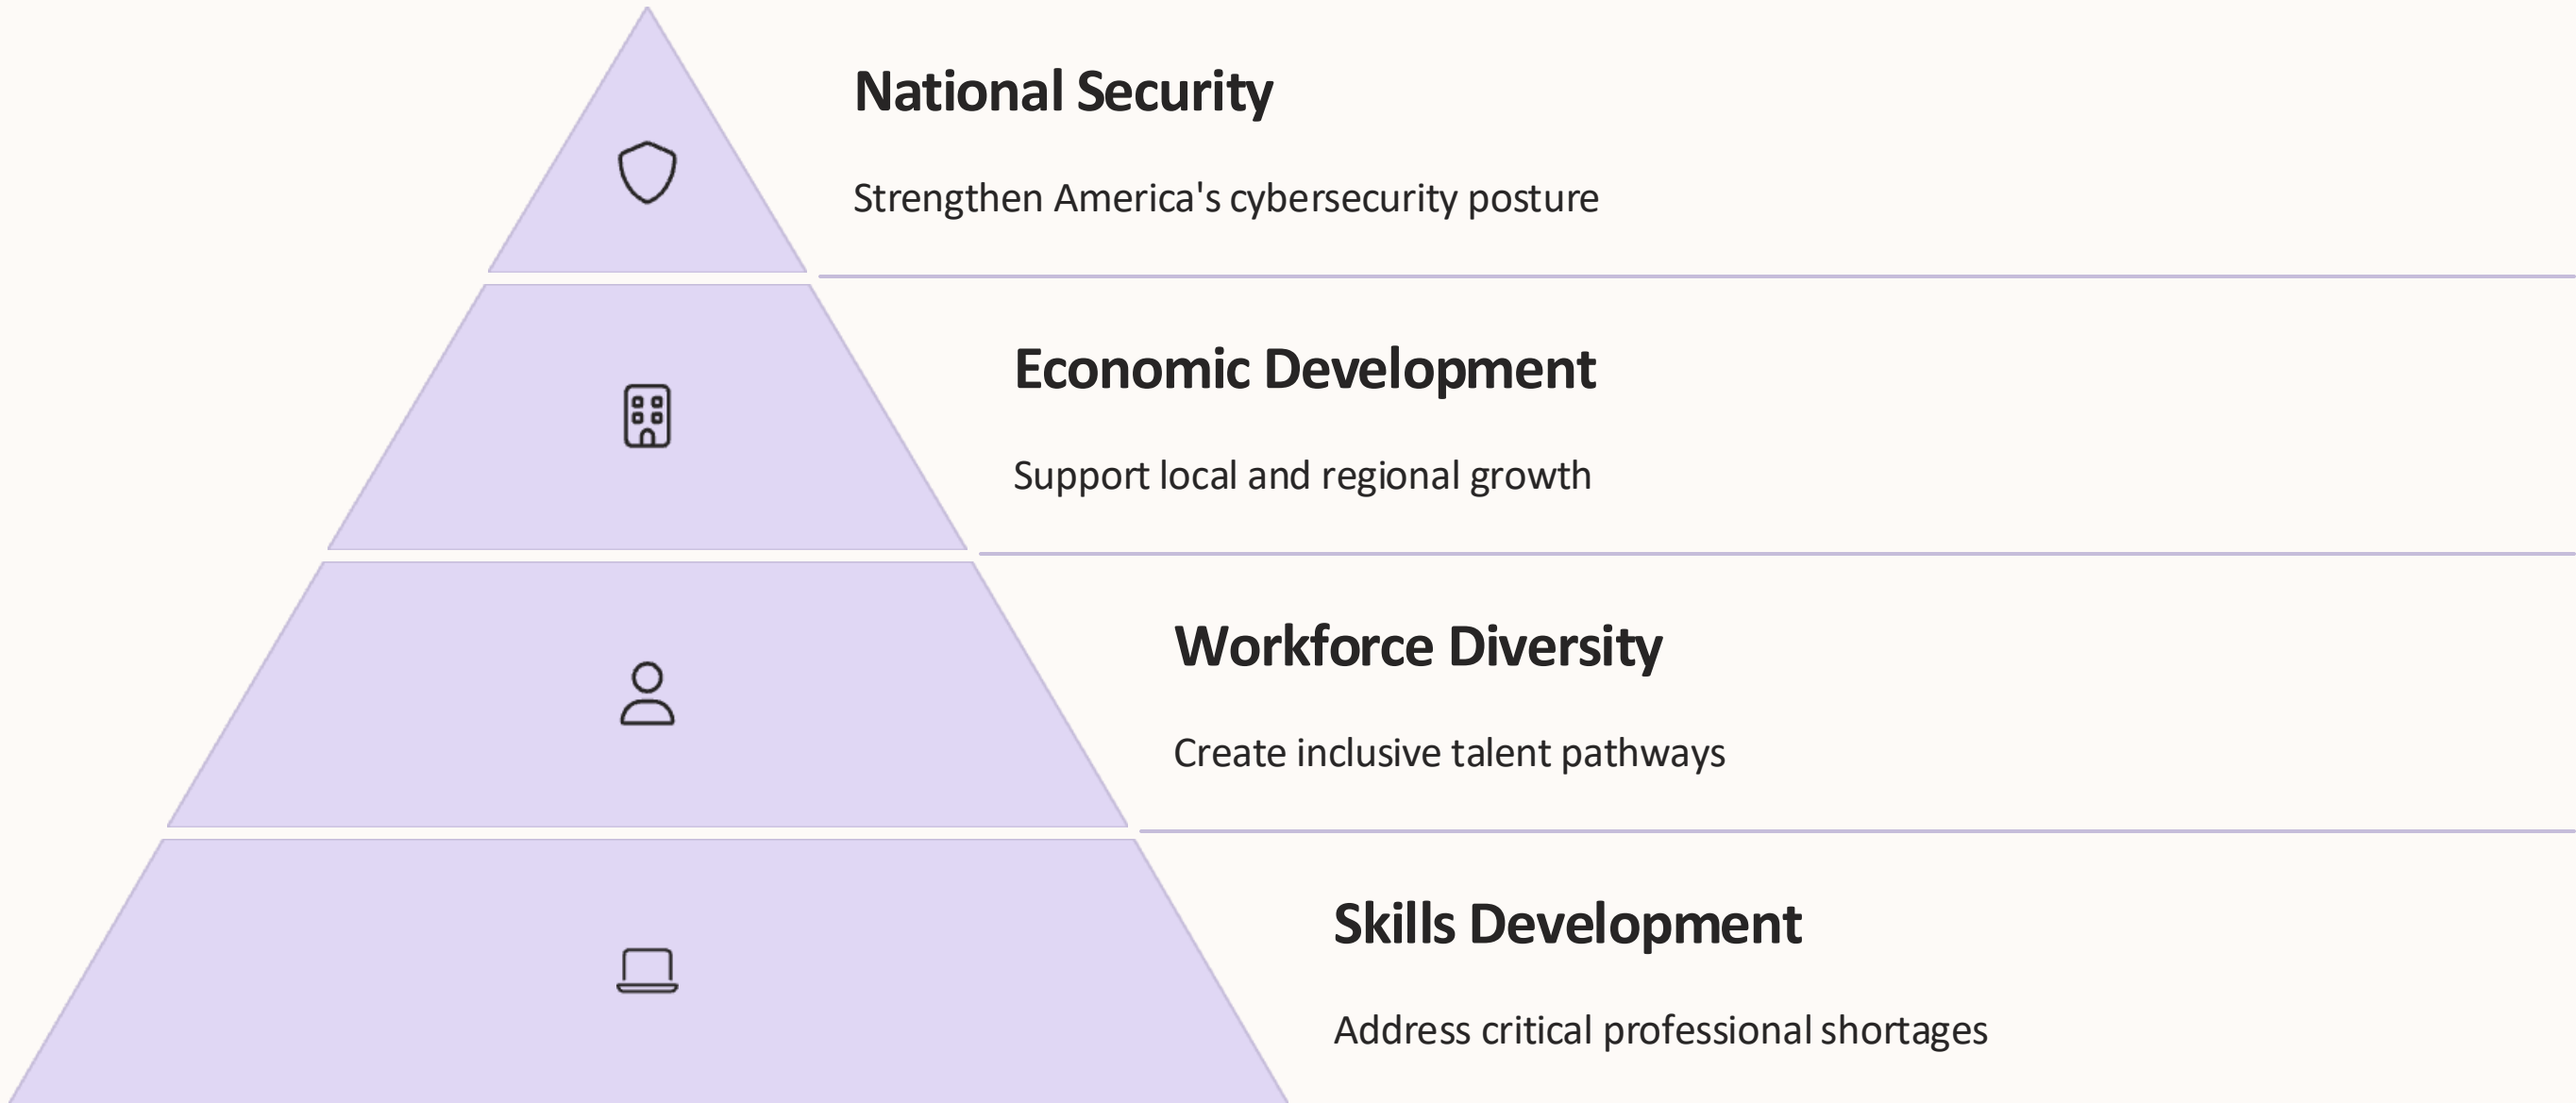 National Security
Strengthen America's cybersecurity posture
Economic Development
Support local and regional growth
Workforce Diversity
Create inclusive talent pathways
Skills Development
Address critical professional shortages